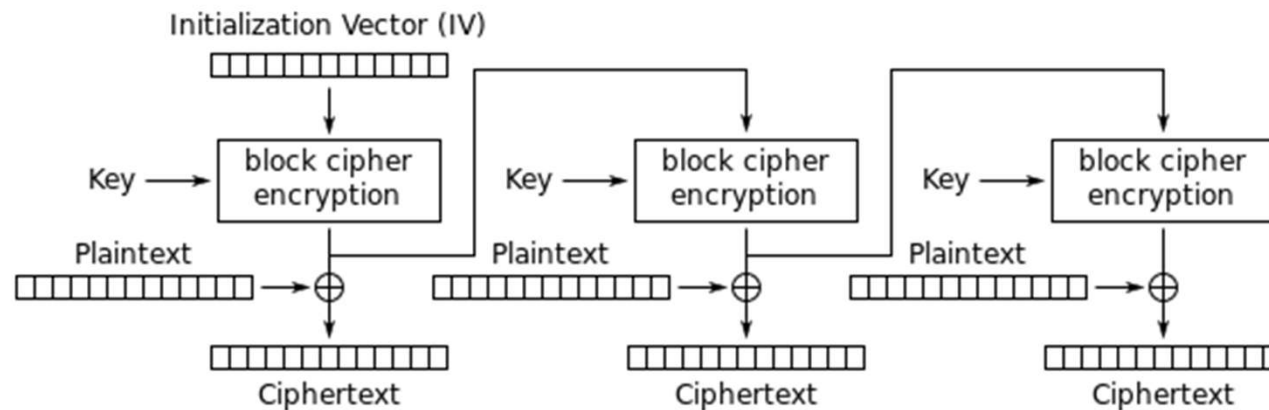 Initialization Vector (IV)
Key
block cipher
encryption
Key
block cipher
encryption
Key
block cipher
encryption
Plaintext
Plaintext
Plaintext
Ciphertext
Ciphertext
Ciphertext